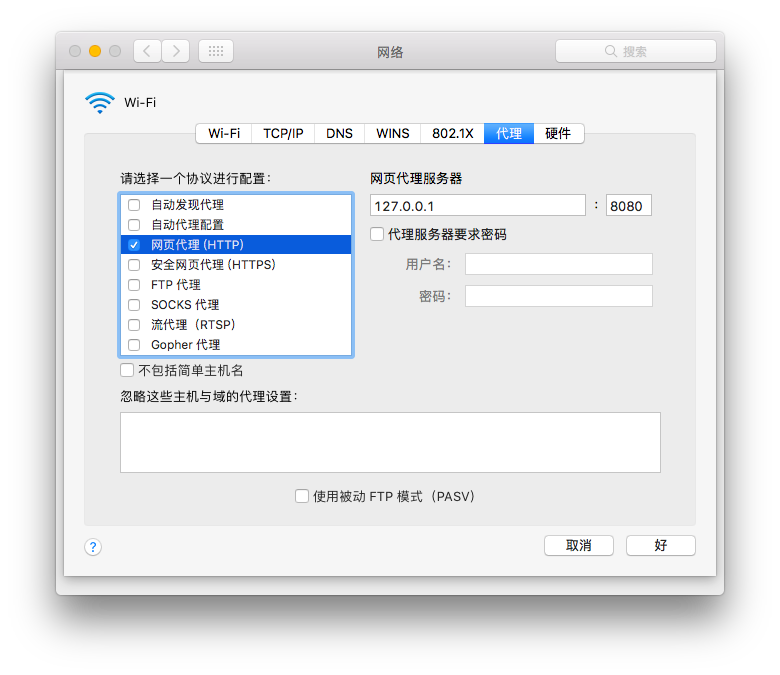 网络
搜索
Wi-Fi
Wi-Fi TCP/IP DNS WINS 802.1X 代理 硬件
请选择一个协议进行配置：
自动发现代理
自动代理配置
网页代理 (HTTP)
安全网页代理 (HTTPS)
FTP 代理
SOCKS 代理
流代理（RTSP）
Gopher 代理
不包括简单主机名
网页代理服务器
127.0.0.1 : 8080
代理服务器要求密码
用户名：
密码：
忽略这些主机与域的代理设置：
使用被动 FTP 模式（PASV）
?
取消
好